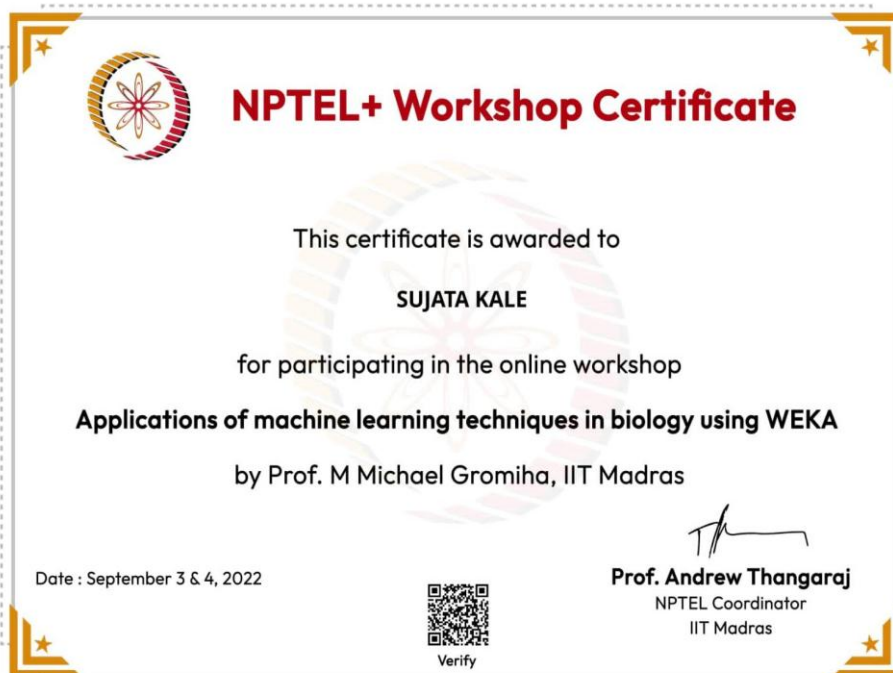 NPTEL+ Workshop Certificate
This certificate is awarded to
SUJATA KALE
for participating in the online workshop
Applications of machine learning techniques in biology using WEKA
by Prof. M Michael Gromiha, IIT Madras
Date : September 3 & 4, 2022
Prof. Andrew Thangaraj
NPTEL Coordinator
IIT Madras
Verify